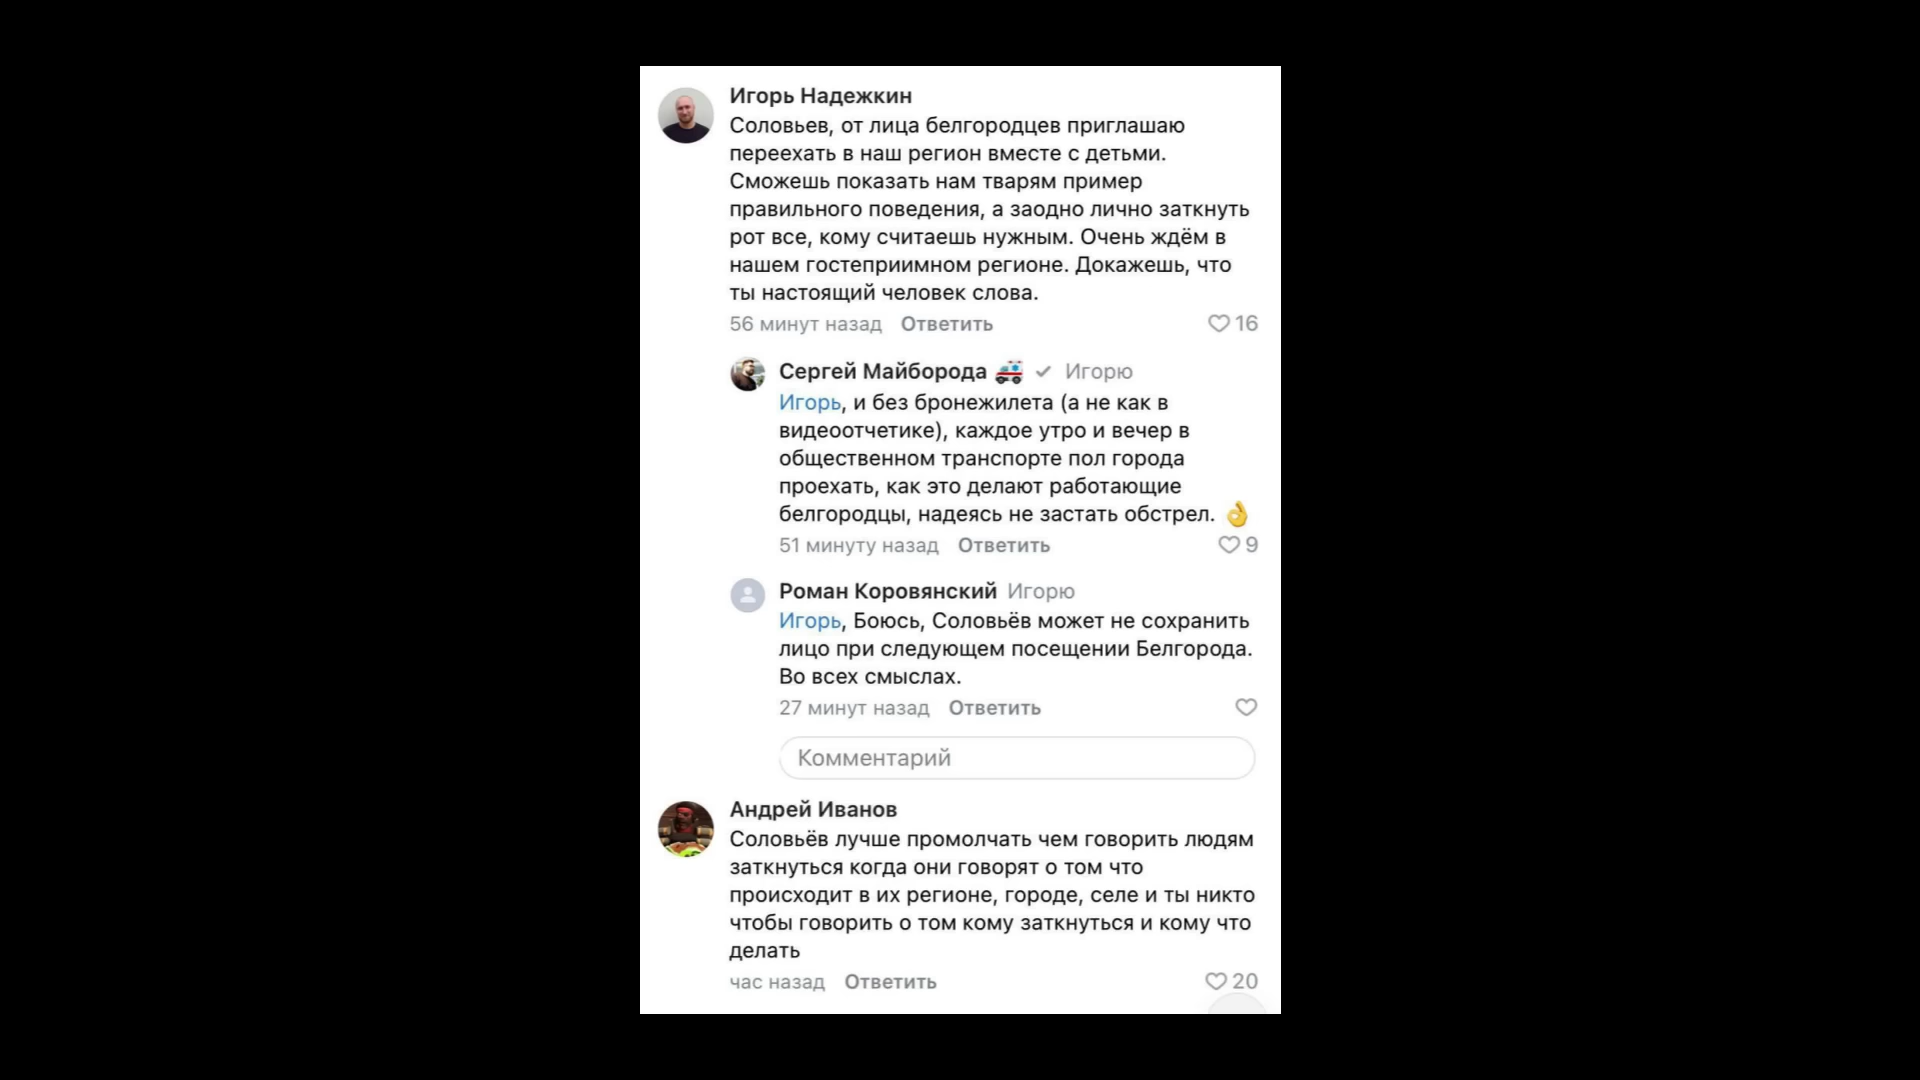 Игорь Надежкин
Соловьев, от лица белгородцев приглашаю
переехать в наш регион вместе с детьми.
Сможешь показать нам тварям пример
правильного поведения, а заодно лично заткнуть
рот все, кому считаешь нужным. Очень ждём в
нашем гостеприимном регионе. Докажешь, что
ты настоящий человек слова.
56 минут назад Ответить 16
Сергей Майборода Игорю
Игорь, и без бронежилета (а не как в
видеоотчетике), каждое утро и вечер в
общественном транспорте пол города
проехать, как это делают работающие
белгородцы, надеясь не застать обстрел. 👌
51 минуту назад Ответить 9
Роман Коровянский Игорю
Игорь, Боюсь, Соловьёв может не сохранить
лицо при следующем посещении Белгорода.
Во всех смыслах.
27 минут назад Ответить
Комментарий
Андрей Иванов
Соловьёв лучше промолчать чем говорить людям
заткнуться когда они говорят о том что
происходит в их регионе, городе, селе и ты никто
чтобы говорить о том кому заткнуться и кому что
делать
час назад Ответить 20